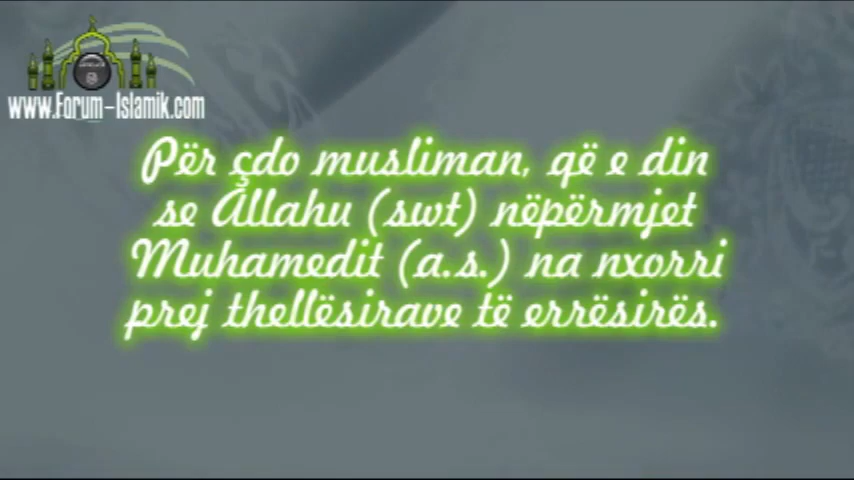 www.Forum-Islamik.com
Për çdo musliman, që e din
se Allahu (swt) nëpërmjet
Muhamedit (a.s.) na nxorri
prej thellësirave të errësirës.